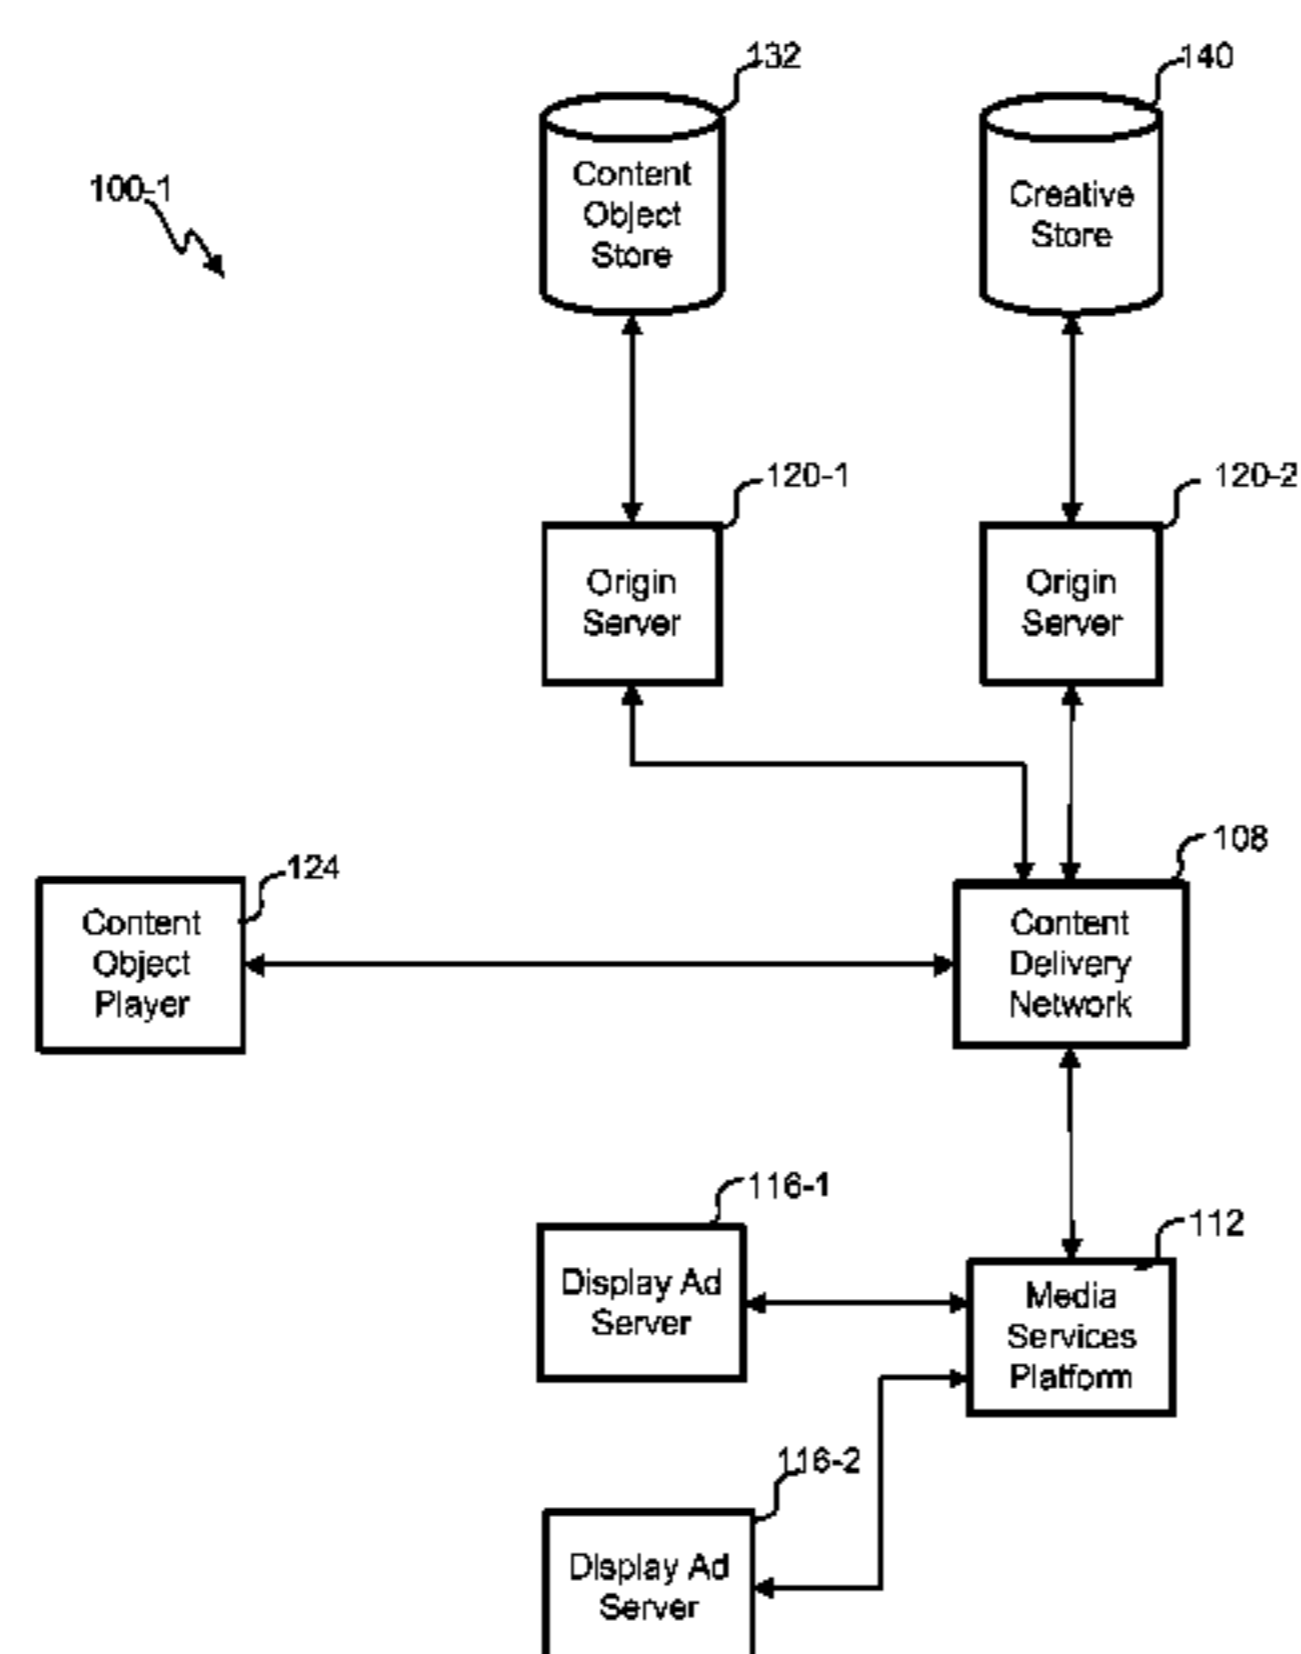 132
140
100-1
Content
Object
Store
Creative
Store
120-1
120-2
Origin
Server
Origin
Server
108
124
Content
Object
Player
Content
Delivery
Network
116-1
112
Display Ad
Server
Media
Services
Platform
116-2
Display Ad
Server